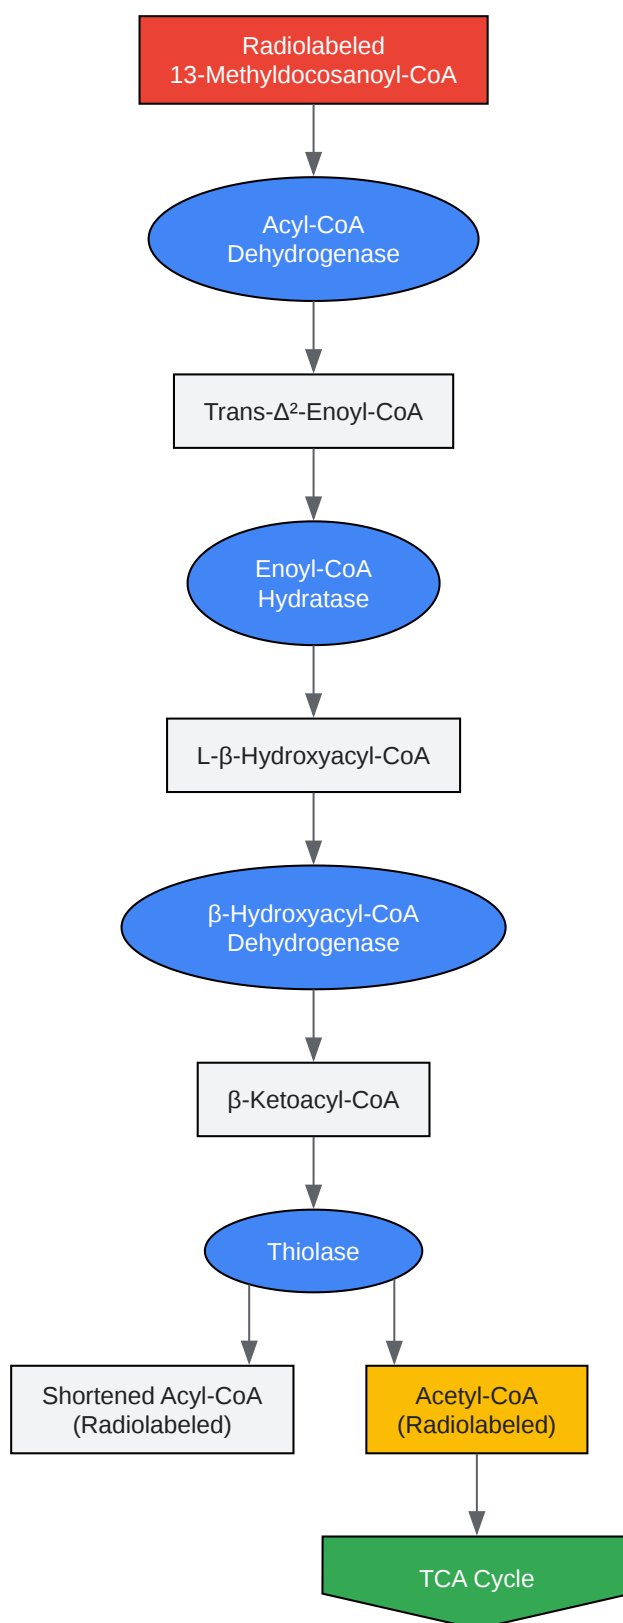 Radiolabeled
13-Methyldocosanoyl-CoA
Acyl-CoA
Dehydrogenase
Trans-Δ²-Enoyl-CoA
Enoyl-CoA
Hydratase
L-β-Hydroxyacyl-CoA
β-Hydroxyacyl-CoA
Dehydrogenase
β-Ketoacyl-CoA
Thiolase
Shortened Acyl-CoA
(Radiolabeled)
Acetyl-CoA
(Radiolabeled)
TCA Cycle